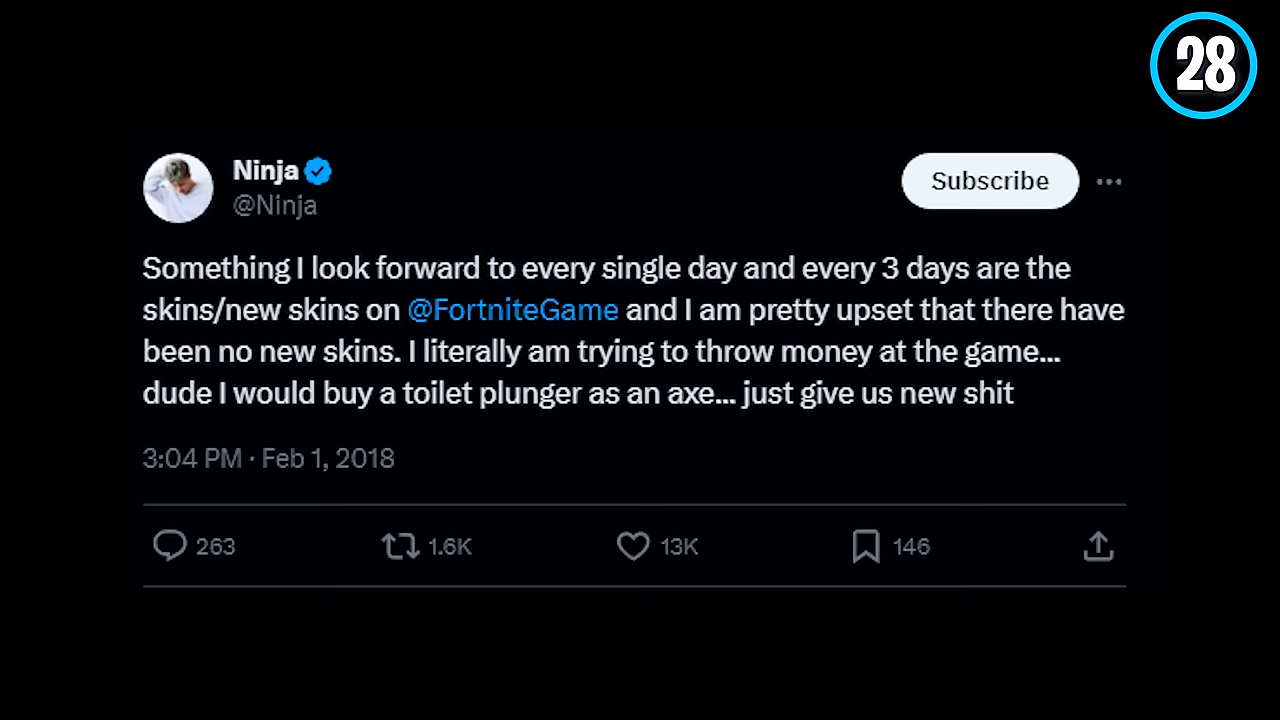 28
Ninja
@Ninja
Subscribe
Something I look forward to every single day and every 3 days are the
skins/new skins on @FortniteGame and I am pretty upset that there have
been no new skins. I literally am trying to throw money at the game...
dude I would buy a toilet plunger as an axe... just give us new shit
3:04 PM · Feb 1, 2018
263 1.6K 13K 146